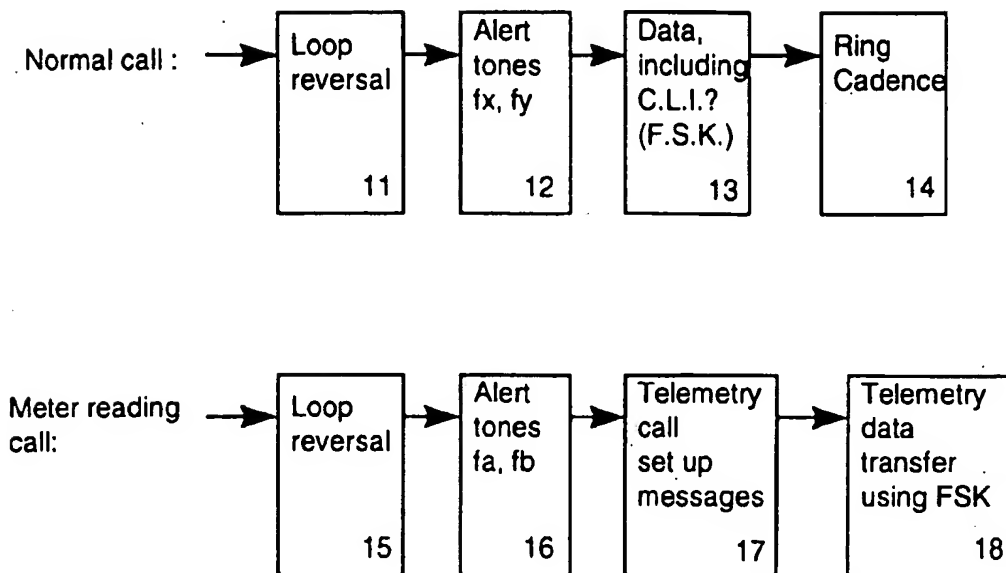 Normal call :
Loop
reversal
11
Alert
tones
fx, fy
12
Data,
including
C.L.I.?
(F.S.K.)
13
Ring
Cadence
14
Meter reading
call:
Loop
reversal
15
Alert
tones
fa, fb
16
Telemetry
call
set up
messages
17
Telemetry
data
transfer
using FSK
18